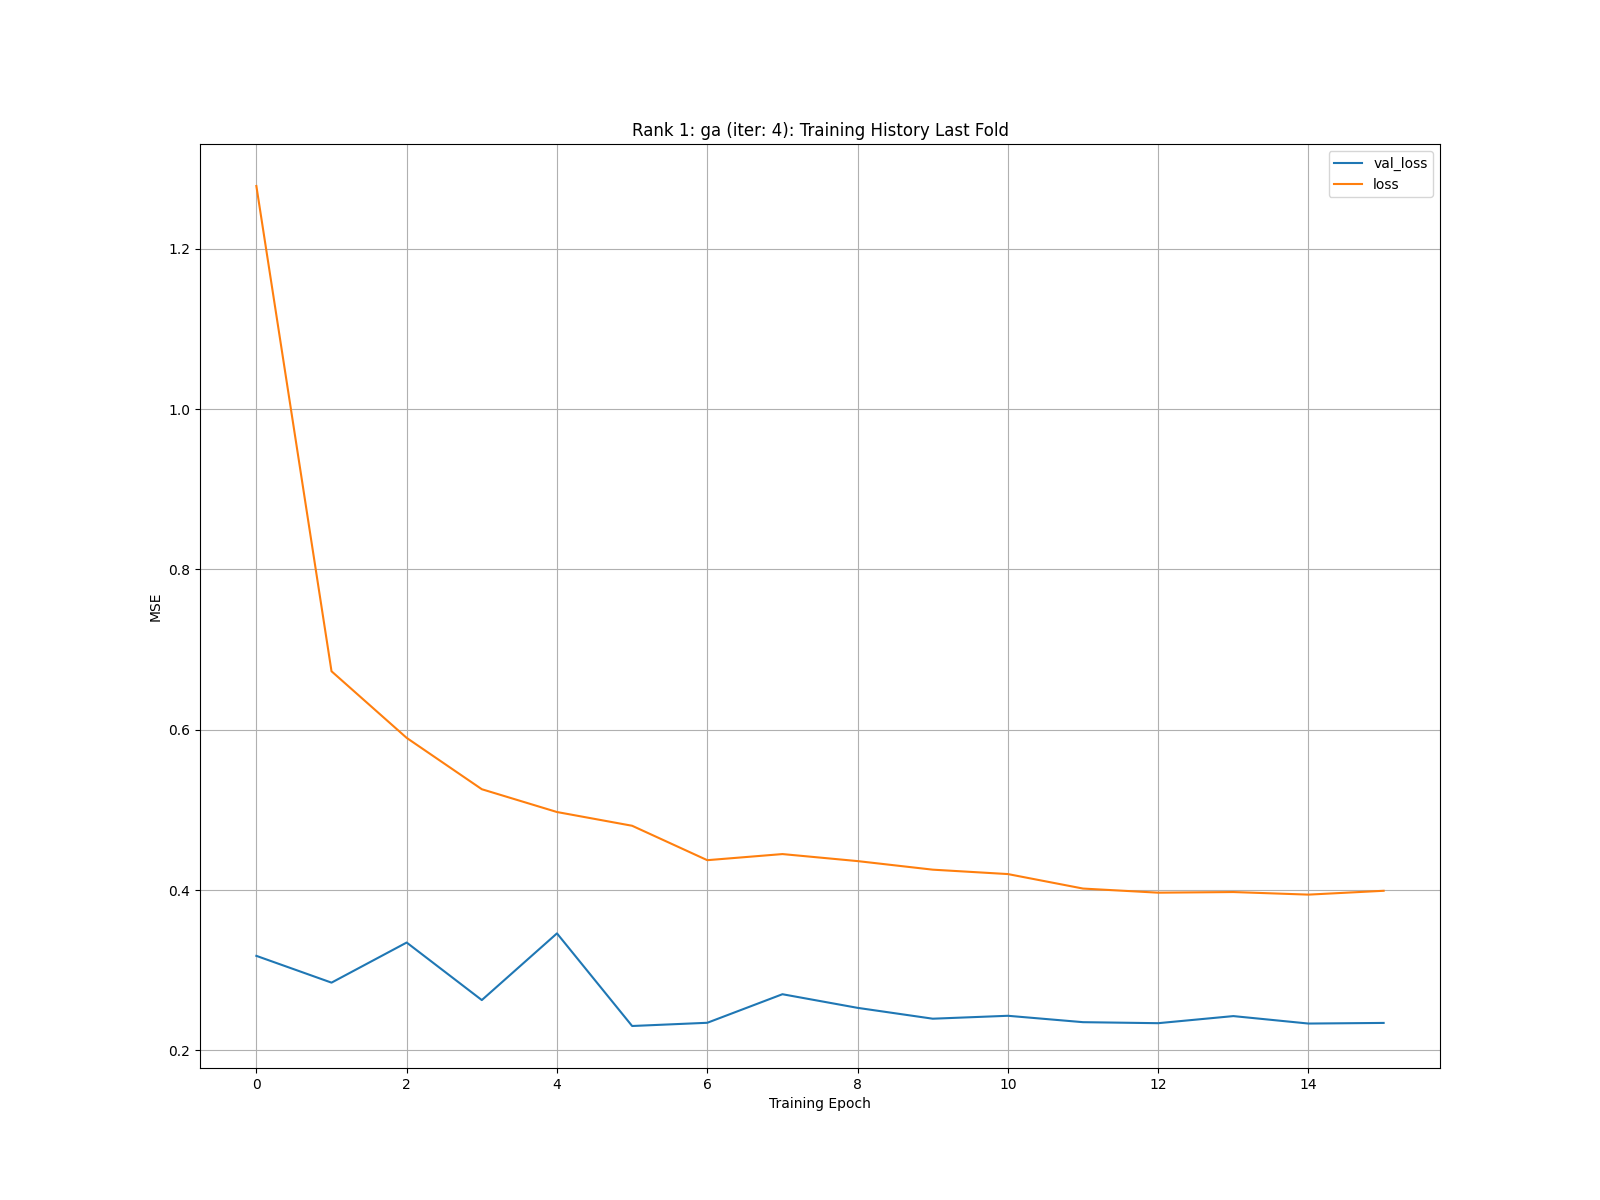 Rank 1: ga (iter: 4): Training History Last Fold
val_loss
loss
1.2
1.0
0.8
0.6
0.4
0.2
MSE
0 2 4 6 8 10 12 14
Training Epoch